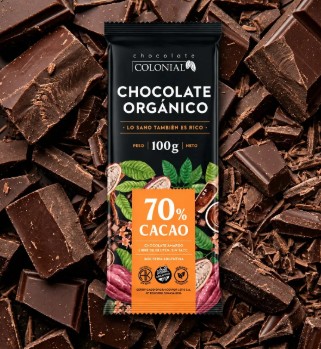 chocolate
COLONIAL
CHOCOLATE
ORGÁNICO
• LO SANO TAMBIÉN ES RICO •
PESO | 100g | NETO
70%
CACAO